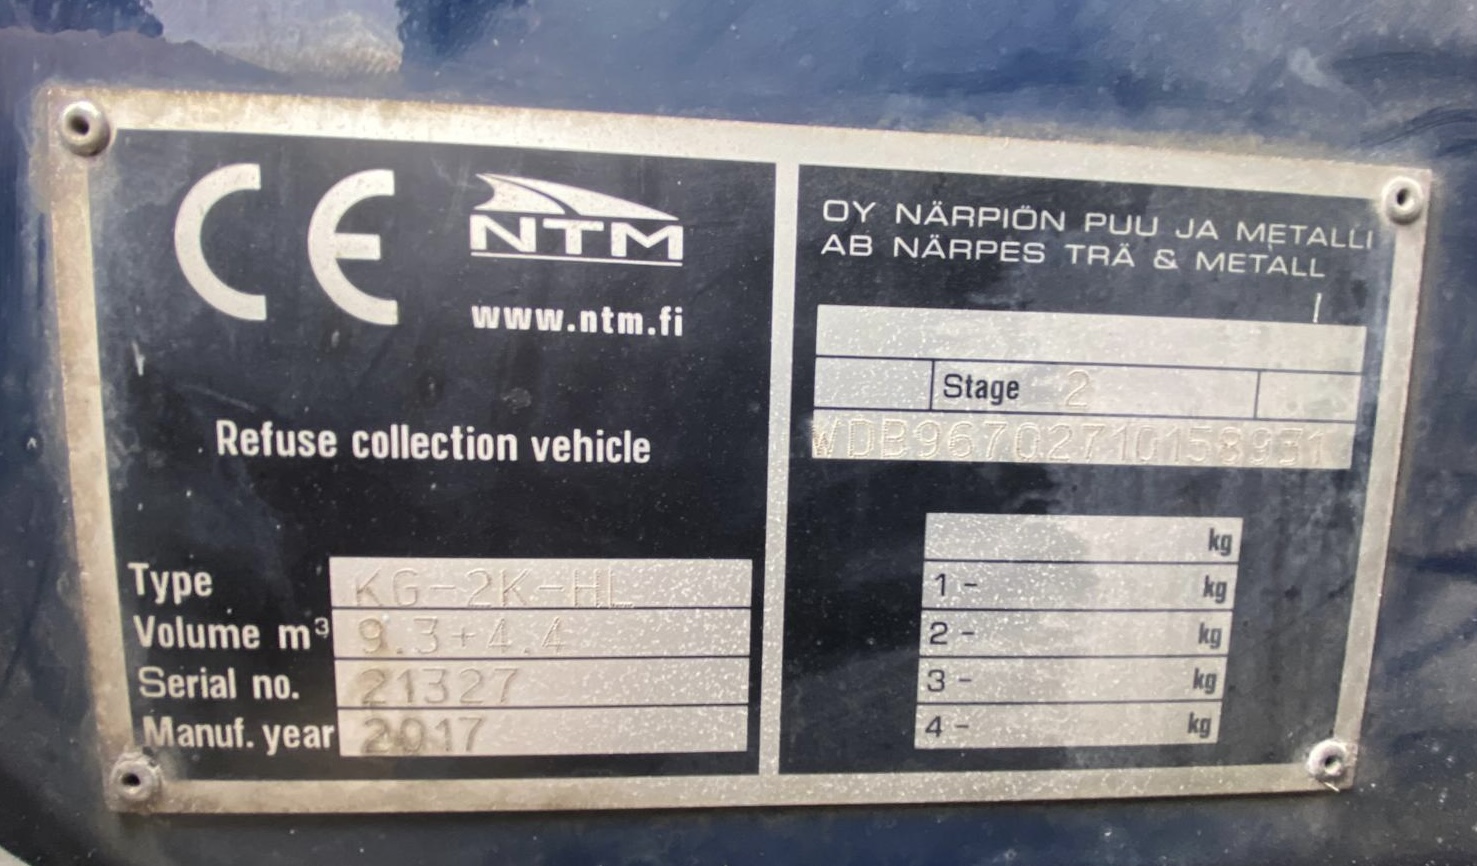 CE
NTM
www.ntm.fi
Refuse collection vehicle
Type KG-2K-HL
Volume m³ 9.3+4.4
Serial no. 21327
Manuf. year 2017
OY NÄRPIÖN PUU JA METALLI
AB NÄRPES TRÄ & METALL
Stage 2
WDB96702710158931
kg
1 - kg
2 - kg
3 - kg
4 - kg